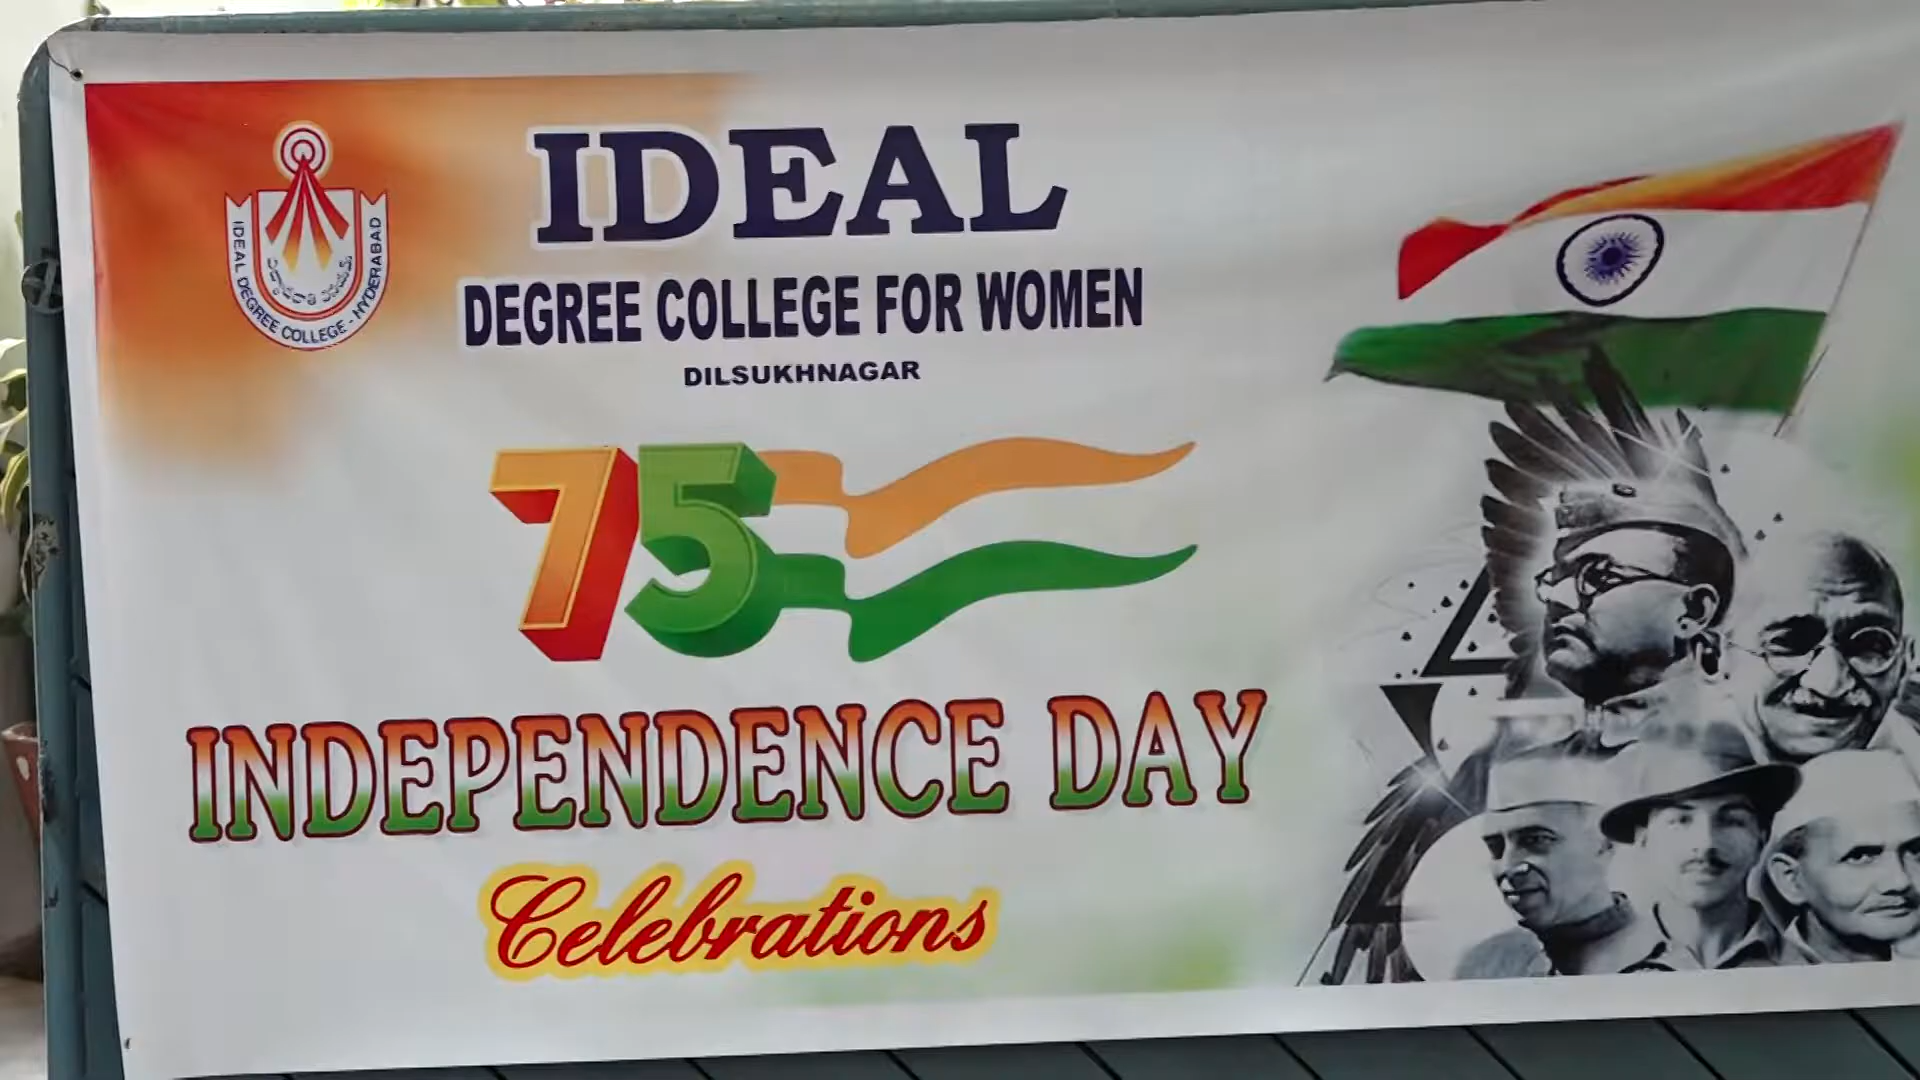 IDEAL
DEGREE COLLEGE FOR WOMEN
DILSUKHNAGAR
IDEAL DEGREE COLLEGE - HYDERABAD
75
INDEPENDENCE DAY
Celebrations